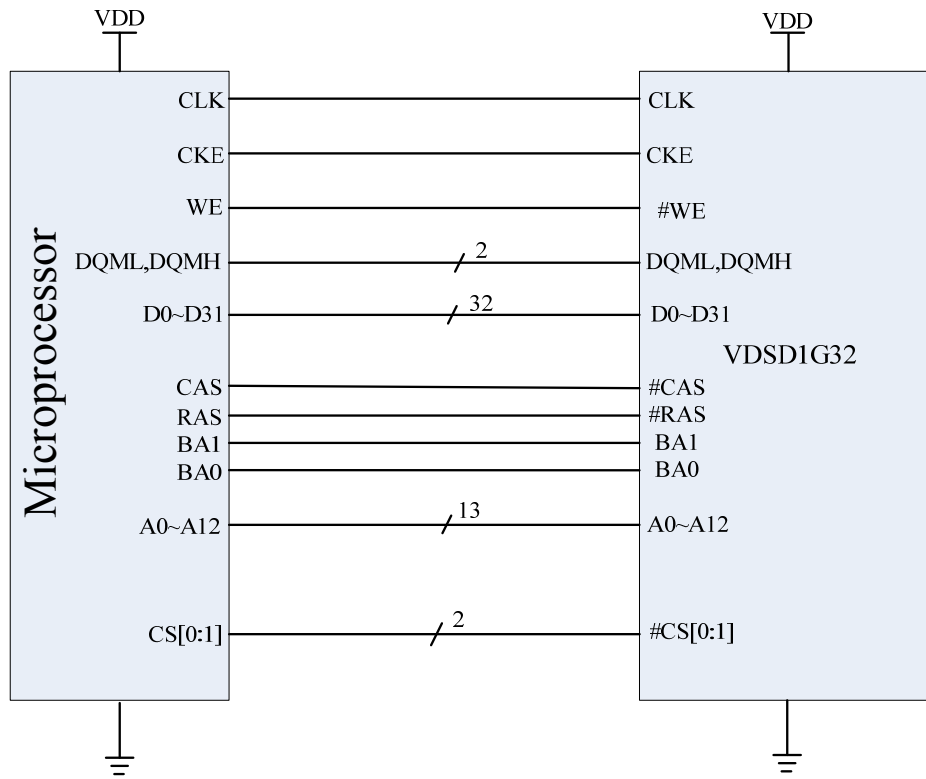 VDD
VDD
CLK
CLK
CKE
CKE
WE
#WE
DQML,DQMH
2
DQML,DQMH
D0~D31
32
D0~D31
Microprocessor
VDSD1G32
CAS
#CAS
RAS
#RAS
BA1
BA1
BA0
BA0
A0~A12
13
A0~A12
CS[0:1]
2
#CS[0:1]